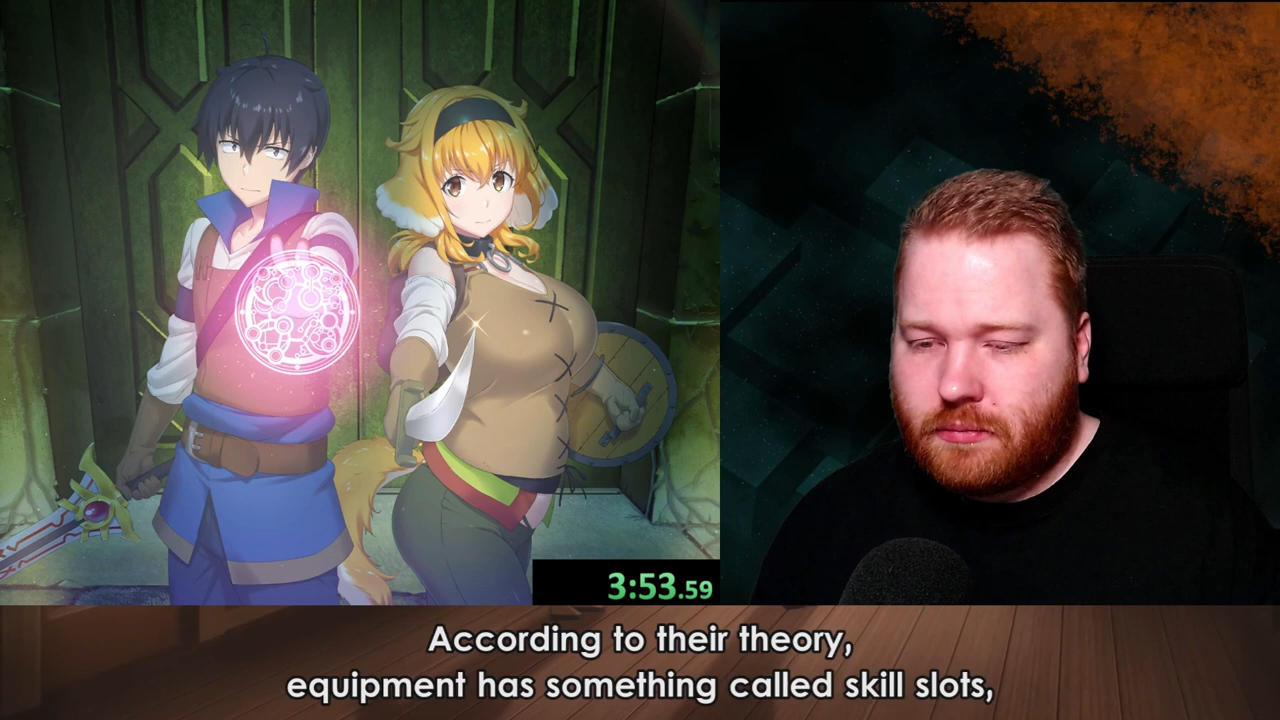 3:53.59
According to their theory,
equipment has something called skill slots,